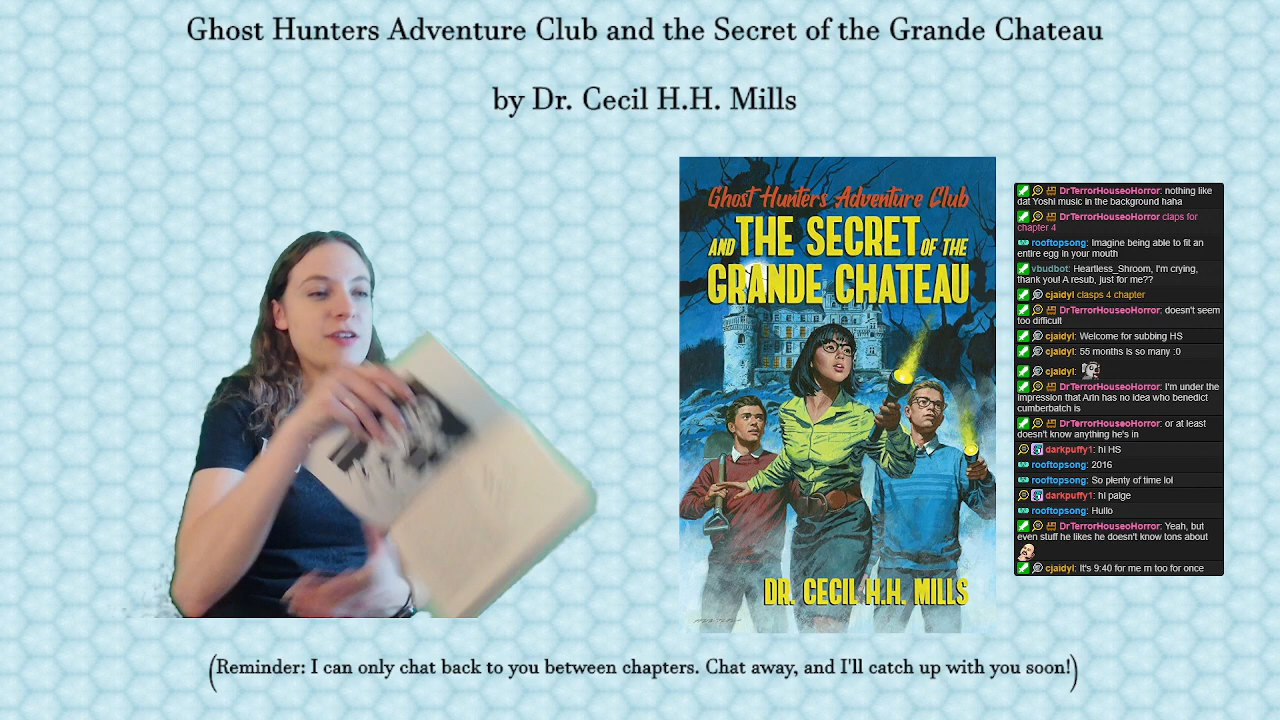 Ghost Hunters Adventure Club and the Secret of the Grande Chateau
by Dr. Cecil H.H. Mills
Ghost Hunters Adventure Club
AND THE SECRET OF THE
GRANDE CHATEAU
DR. CECIL H.H. MILLS
DrTerrorHouseoHorror: nothing like
dat Yoshi music in the background haha
DrTerrorHouseoHorror claps for
chapter 4
rooftopsong: Imagine being able to fit an
entire egg in your mouth
vbudbot: Heartless_Shroom, I'm crying,
thank you! A resub, just for me??
cjaidyl clasps 4 chapter
DrTerrorHouseoHorror: doesn't seem
too difficult
cjaidyl: Welcome for subbing HS
cjaidyl: 55 months is so many :0
cjaidyl:
DrTerrorHouseoHorror: I'm under the
impression that Arin has no idea who benedict
cumberbatch is
DrTerrorHouseoHorror: or at least
doesn't know anything he's in
darkpuffy1: hi HS
rooftopsong: 2016
rooftopsong: So plenty of time lol
darkpuffy1: hi paige
rooftopsong: Hullo
DrTerrorHouseoHorror: Yeah, but
even stuff he likes he doesn't know tons about
cjaidyl: It's 9:40 for me rn too for once
(Reminder: I can only chat back to you between chapters. Chat away, and I'll catch up with you soon!)